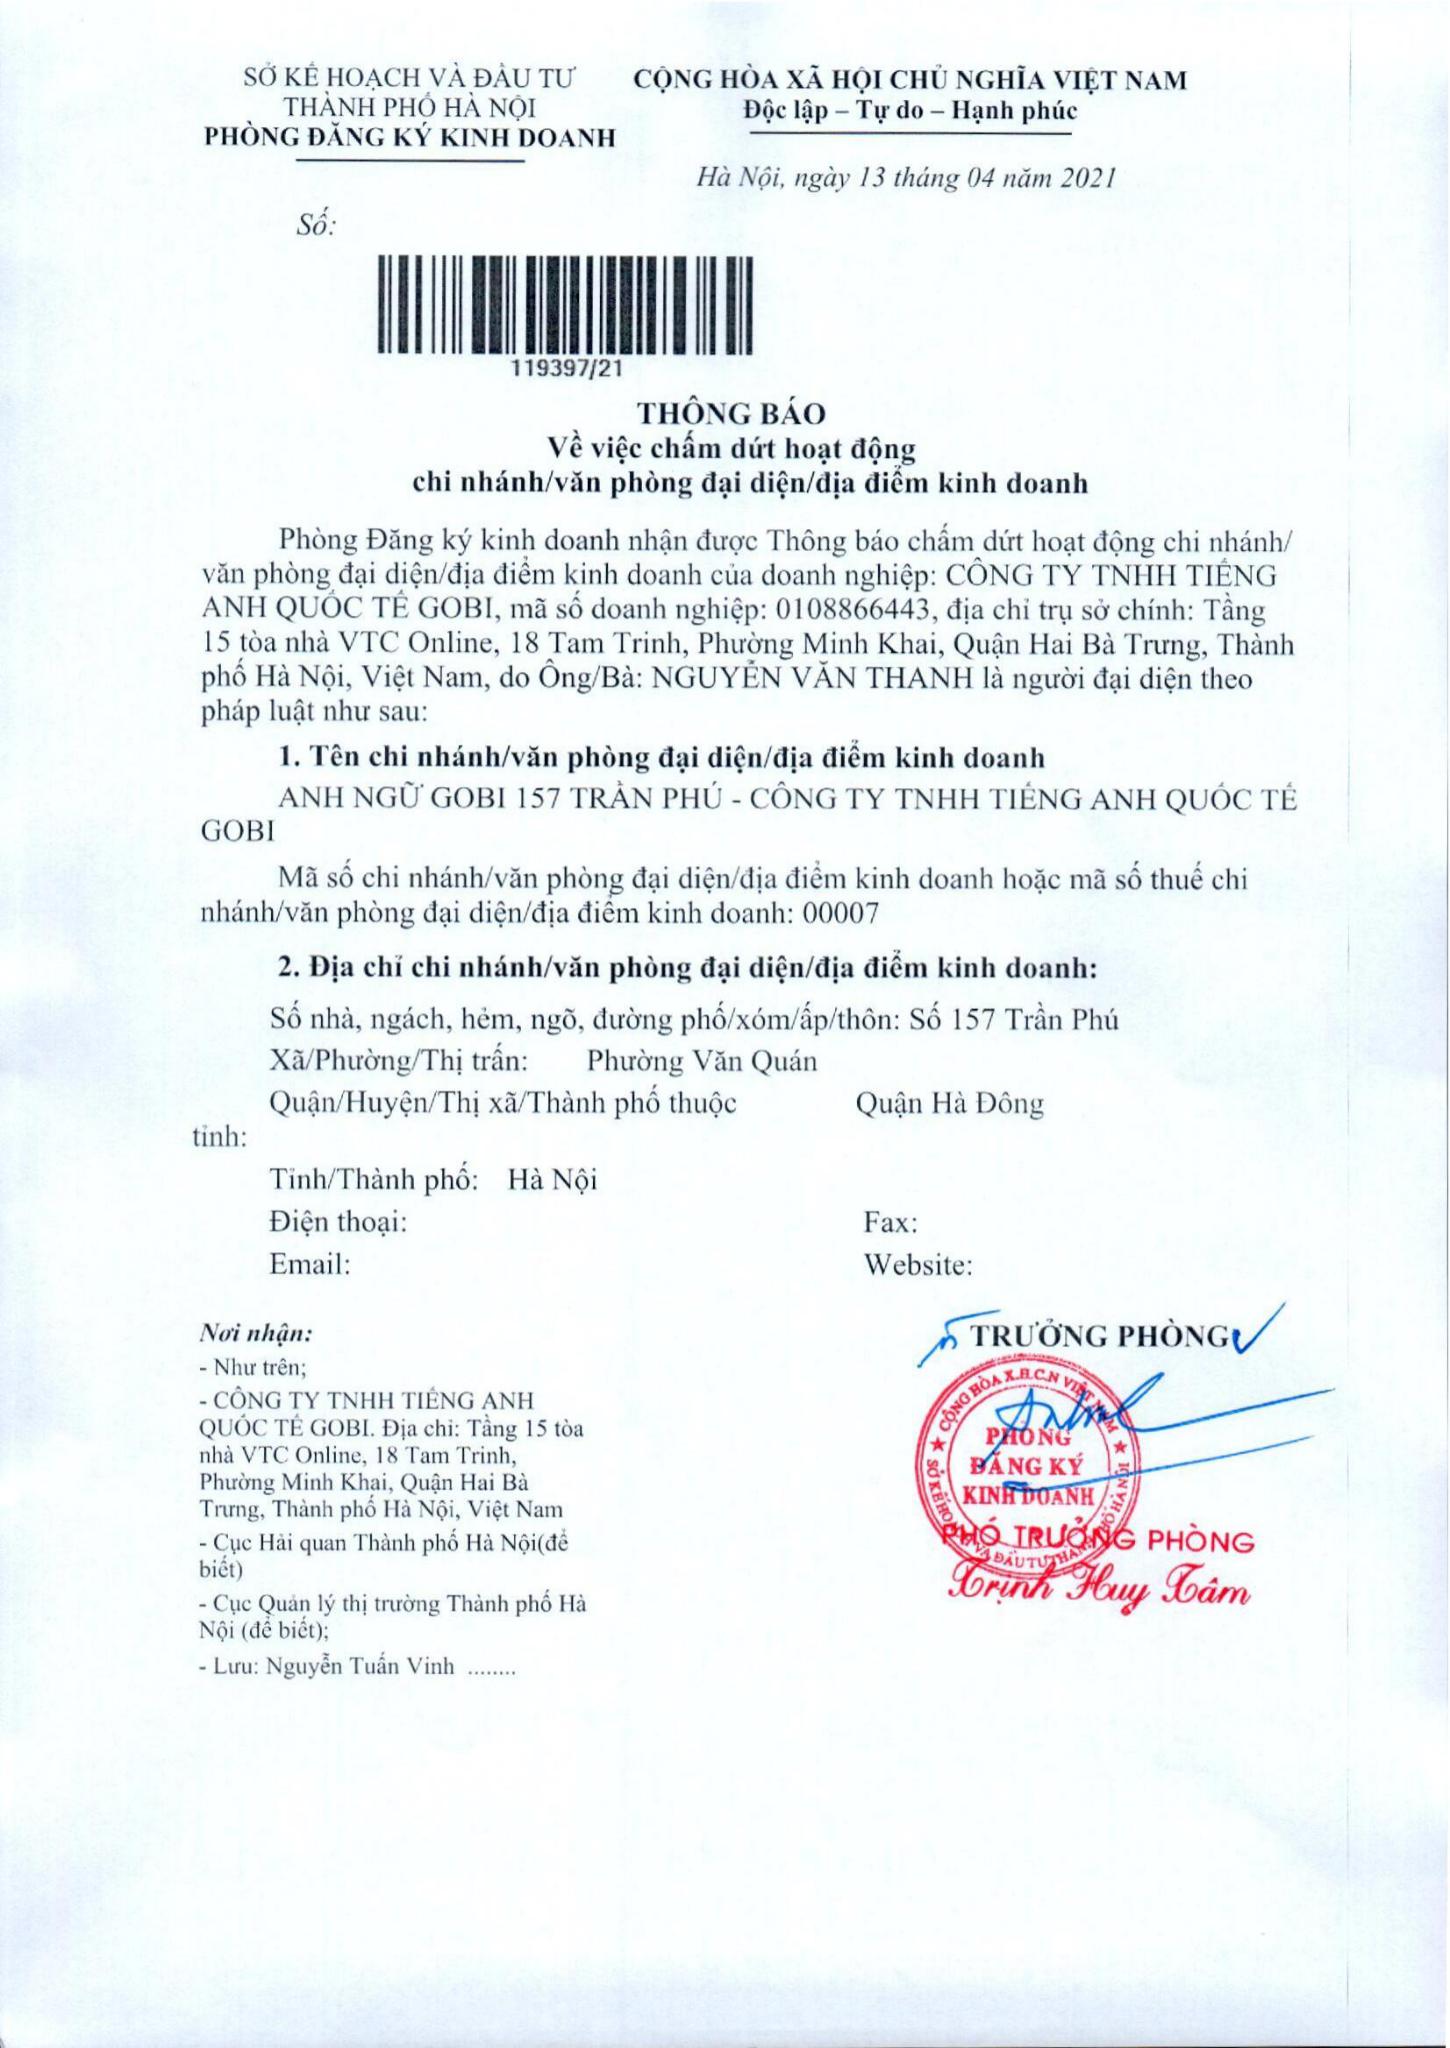 SỞ KẾ HOẠCH VÀ ĐẦU TƯ
THÀNH PHỐ HÀ NỘI
PHÒNG ĐĂNG KÝ KINH DOANH
CỘNG HÒA XÃ HỘI CHỦ NGHĨA VIỆT NAM
Độc lập – Tự do – Hạnh phúc
Hà Nội, ngày 13 tháng 04 năm 2021
Số:
119397/21
THÔNG BÁO
Về việc chấm dứt hoạt động
chi nhánh/văn phòng đại diện/địa điểm kinh doanh
Phòng Đăng ký kinh doanh nhận được Thông báo chấm dứt hoạt động chi nhánh/
văn phòng đại diện/địa điểm kinh doanh của doanh nghiệp: CÔNG TY TNHH TIẾNG
ANH QUỐC TẾ GOBI, mã số doanh nghiệp: 0108866443, địa chỉ trụ sở chính: Tầng
15 tòa nhà VTC Online, 18 Tam Trinh, Phường Minh Khai, Quận Hai Bà Trưng, Thành
phố Hà Nội, Việt Nam, do Ông/Bà: NGUYỄN VĂN THANH là người đại diện theo
pháp luật như sau:
1. Tên chi nhánh/văn phòng đại diện/địa điểm kinh doanh
ANH NGỮ GOBI 157 TRẦN PHÚ - CÔNG TY TNHH TIẾNG ANH QUỐC TẾ
GOBI
Mã số chi nhánh/văn phòng đại diện/địa điểm kinh doanh hoặc mã số thuế chi
nhánh/văn phòng đại diện/địa điểm kinh doanh: 00007
2. Địa chỉ chi nhánh/văn phòng đại diện/địa điểm kinh doanh:
Số nhà, ngách, hẻm, ngõ, đường phố/xóm/ấp/thôn: Số 157 Trần Phú
Xã/Phường/Thị trấn: Phường Văn Quán
Quận/Huyện/Thị xã/Thành phố thuộc Quận Hà Đông
tỉnh:
Tỉnh/Thành phố: Hà Nội
Điện thoại: Fax:
Email: Website:
Nơi nhận:
- Như trên;
- CÔNG TY TNHH TIẾNG ANH
QUỐC TẾ GOBI. Địa chỉ: Tầng 15 tòa
nhà VTC Online, 18 Tam Trinh,
Phường Minh Khai, Quận Hai Bà
Trưng, Thành phố Hà Nội, Việt Nam
- Cục Hải quan Thành phố Hà Nội(để
biết)
- Cục Quản lý thị trường Thành phố Hà
Nội (để biết);
- Lưu: Nguyễn Tuấn Vinh ........
TRƯỞNG PHÒNG
CỘNG HÒA X.H.C.N VIỆT NAM
PHÒNG
ĐĂNG KÝ
KINH DOANH
SỞ KẾ HOẠCH VÀ ĐẦU TƯ THÀNH PHỐ HÀ NỘI
PHÓ TRƯỞNG PHÒNG
Trịnh Huy Tâm